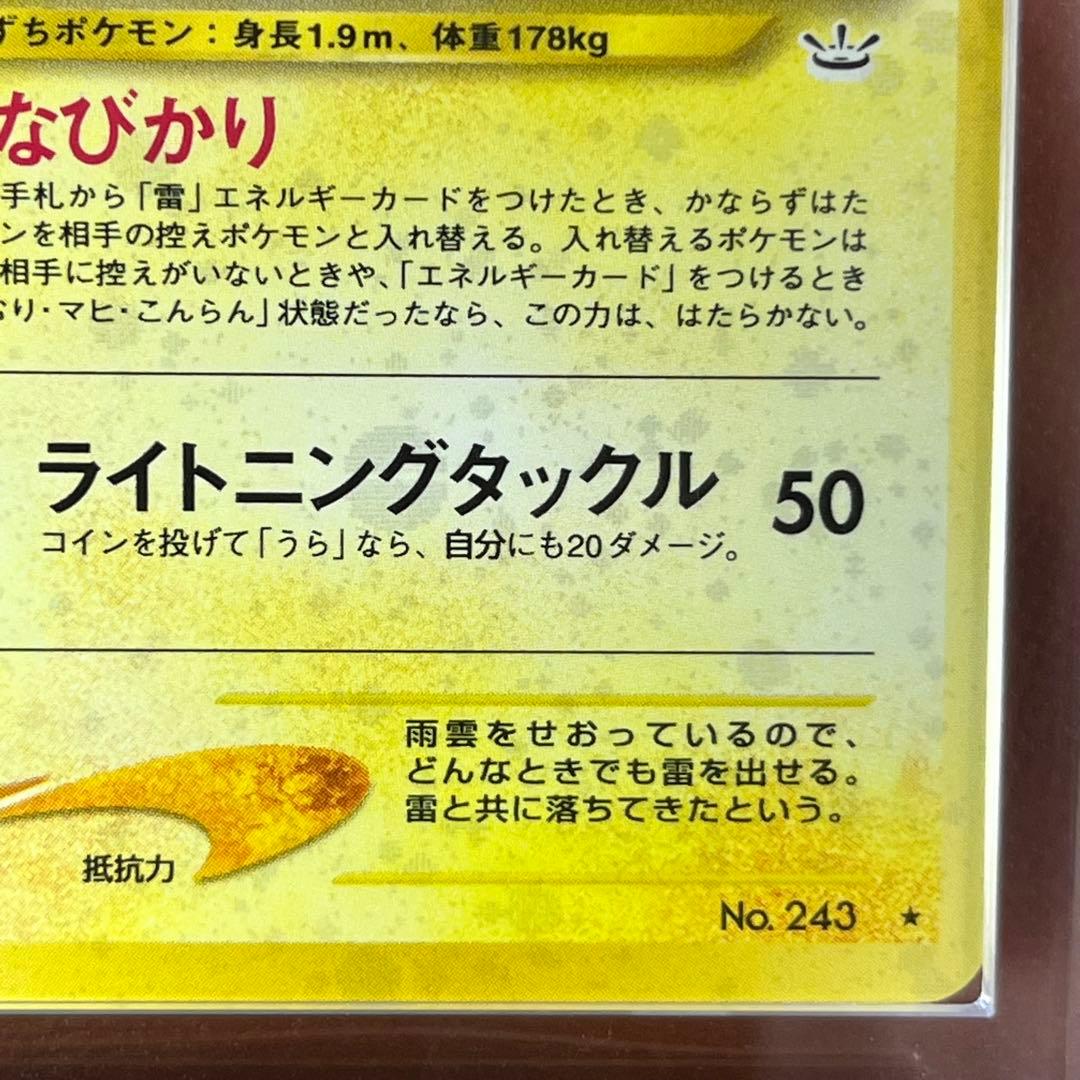 ずちポケモン：身長1.9m、体重178kg
なびかり
手札から「雷」エネルギーカードをつけたとき、かならずはた
ンを相手の控えポケモンと入れ替える。入れ替えるポケモンは
相手に控えがいないときや、「エネルギーカード」をつけるとき
むり・マヒ・こんらん」状態だったなら、この力は、はたらかない。
ライトニングタックル 50
コインを投げて「うら」なら、自分にも20ダメージ。
雨雲をせおっているので、
どんなときでも雷を出せる。
雷と共に落ちてきたという。
抵抗力
No. 243 ★